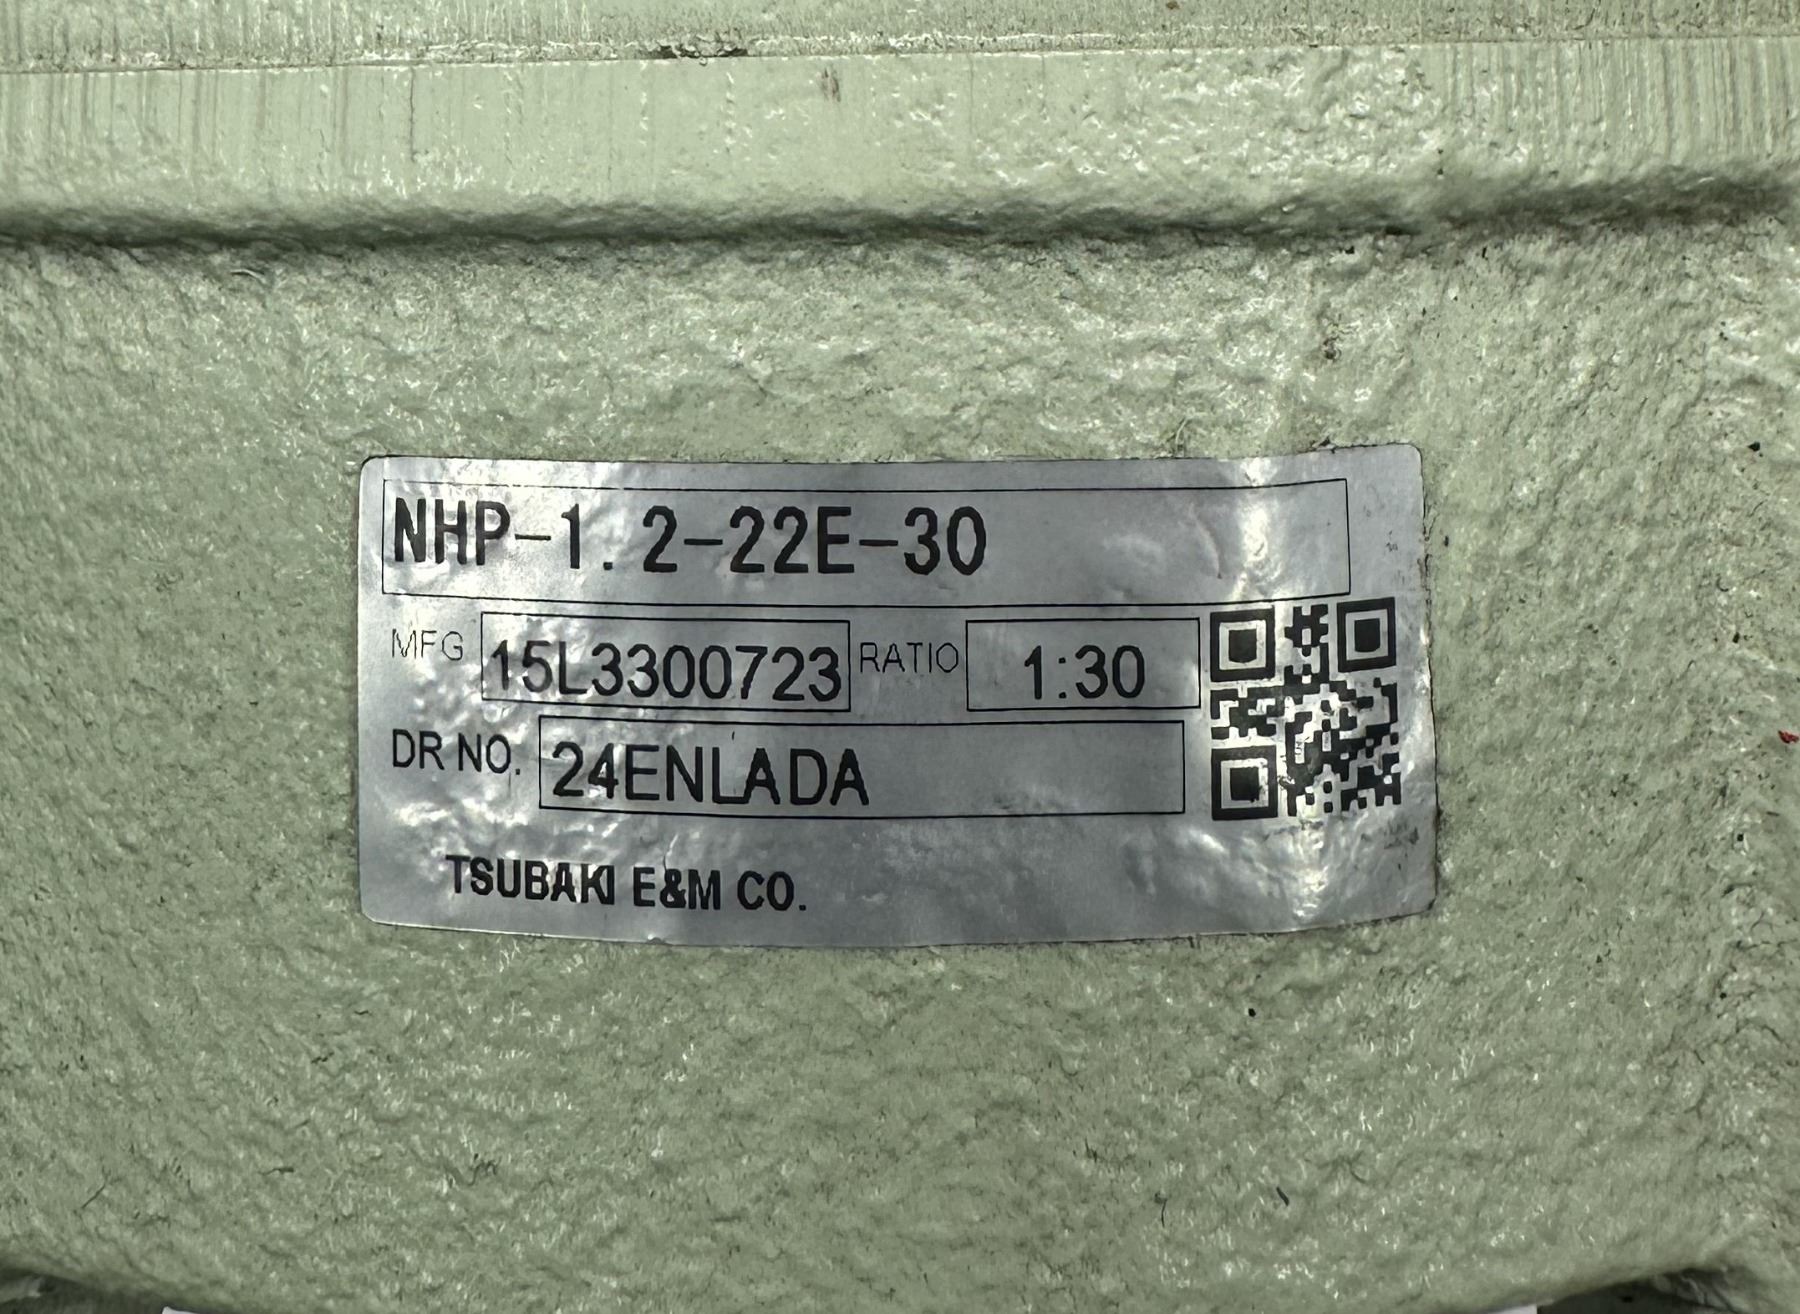 NHP-1.2-22E-30
MFG 15L3300723 RATIO 1:30
DR NO. 24ENLADA
TSUBAKI E&M CO.